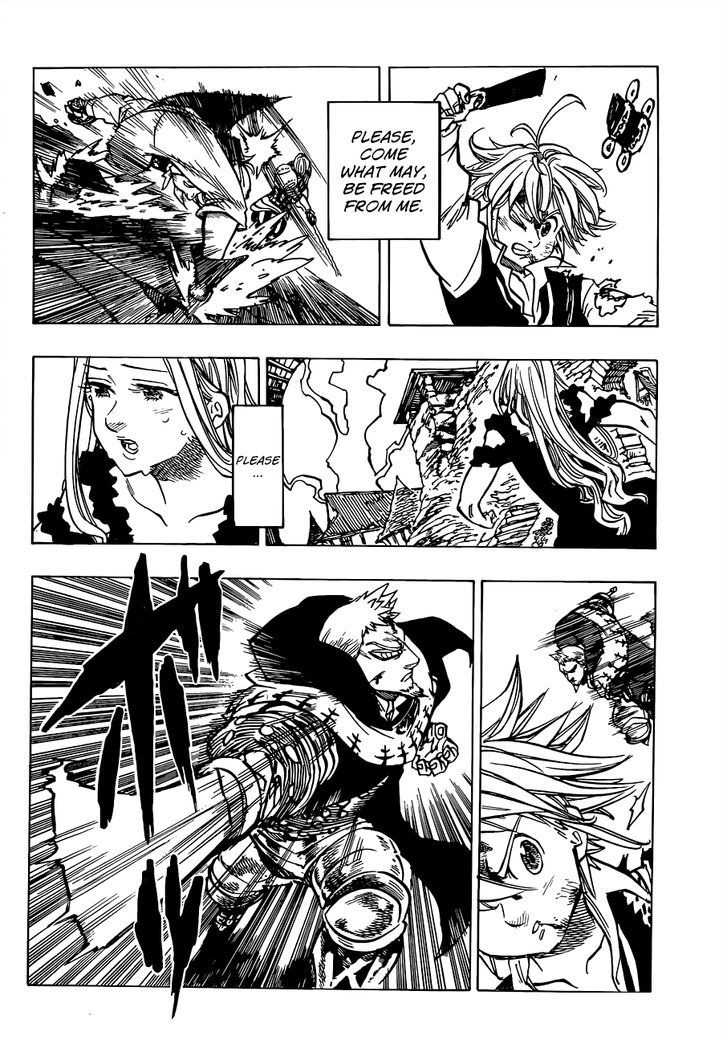 PLEASE,
COME
WHAT MAY,
BE FREED
FROM ME.
PLEASE
...